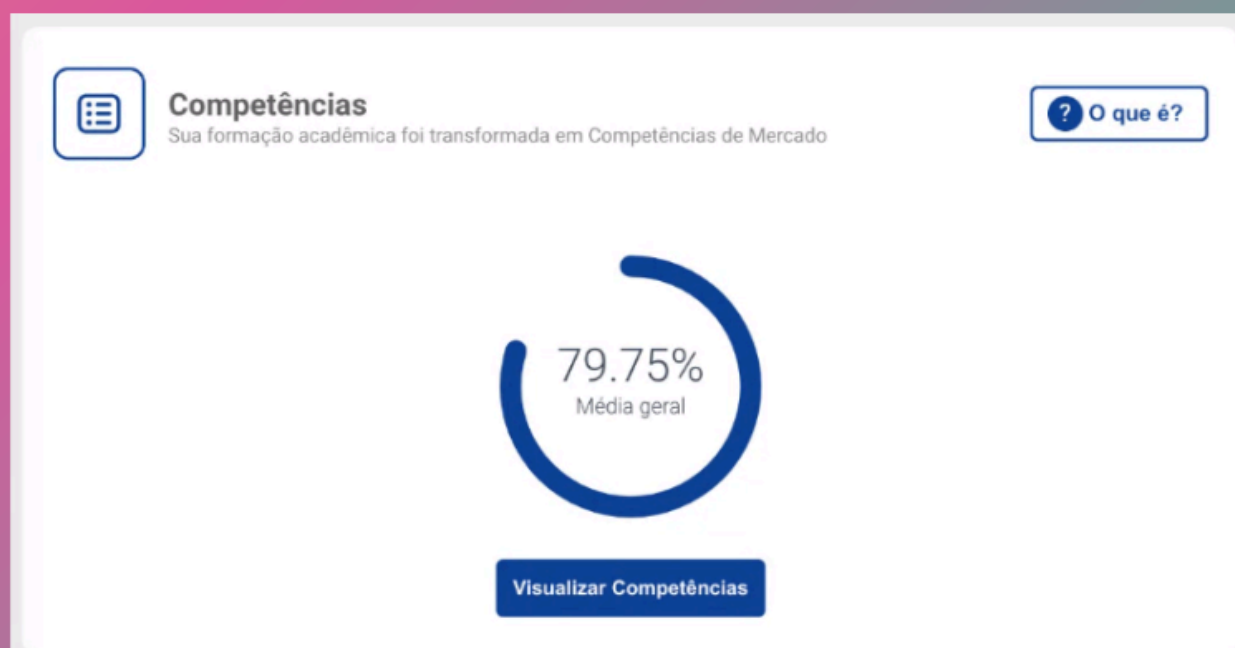 Competências
Sua formação acadêmica foi transformada em Competências de Mercado
? O que é?
79.75%
Média geral
Visualizar Competências